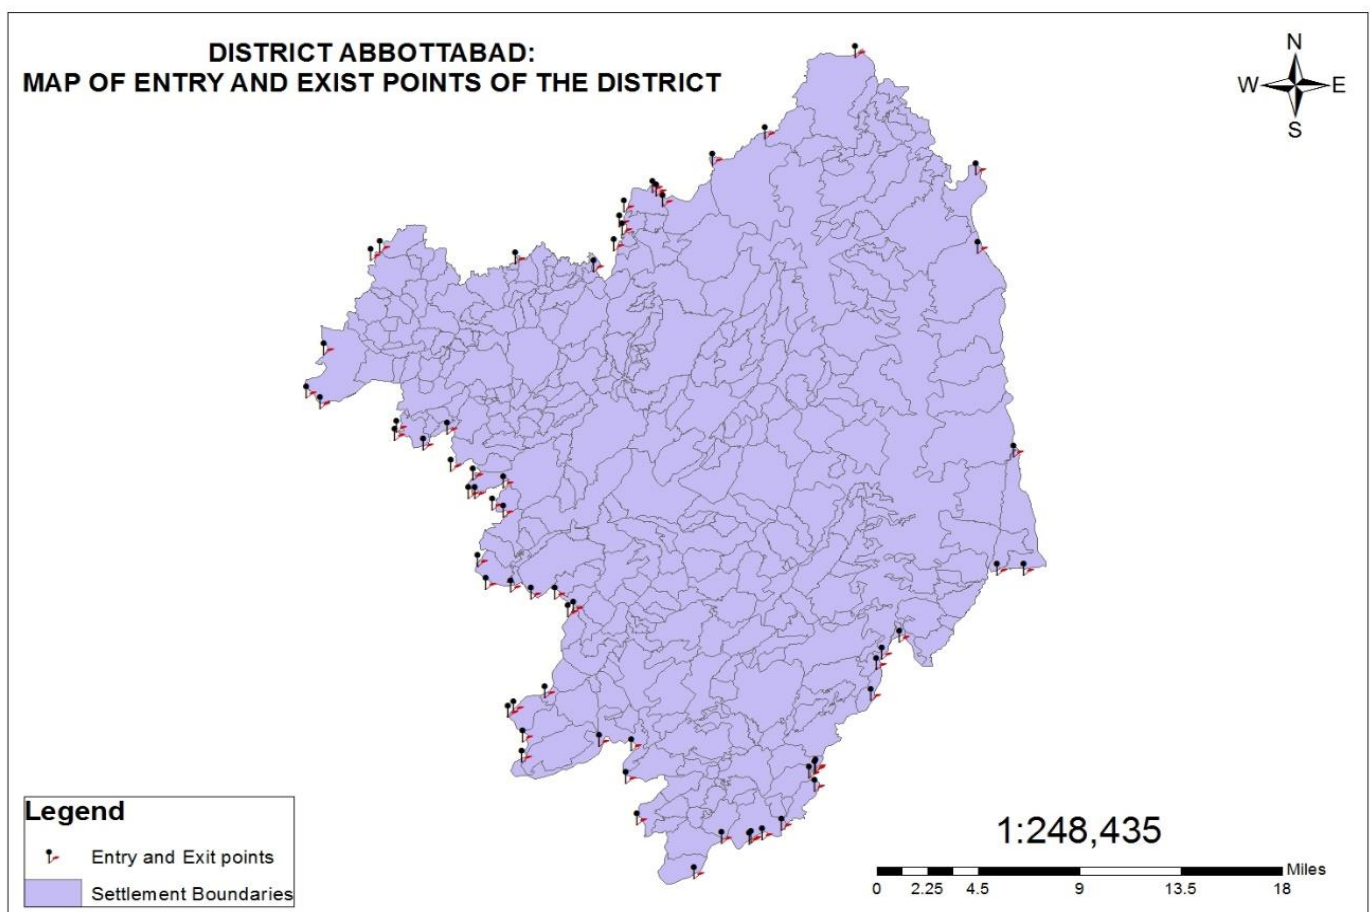 DISTRICT ABBOTTABAD:
MAP OF ENTRY AND EXIST POINTS OF THE DISTRICT
N
W E
S
Legend
Entry and Exit points
Settlement Boundaries
1:248,435
Miles
0 2.25 4.5 9 13.5 18